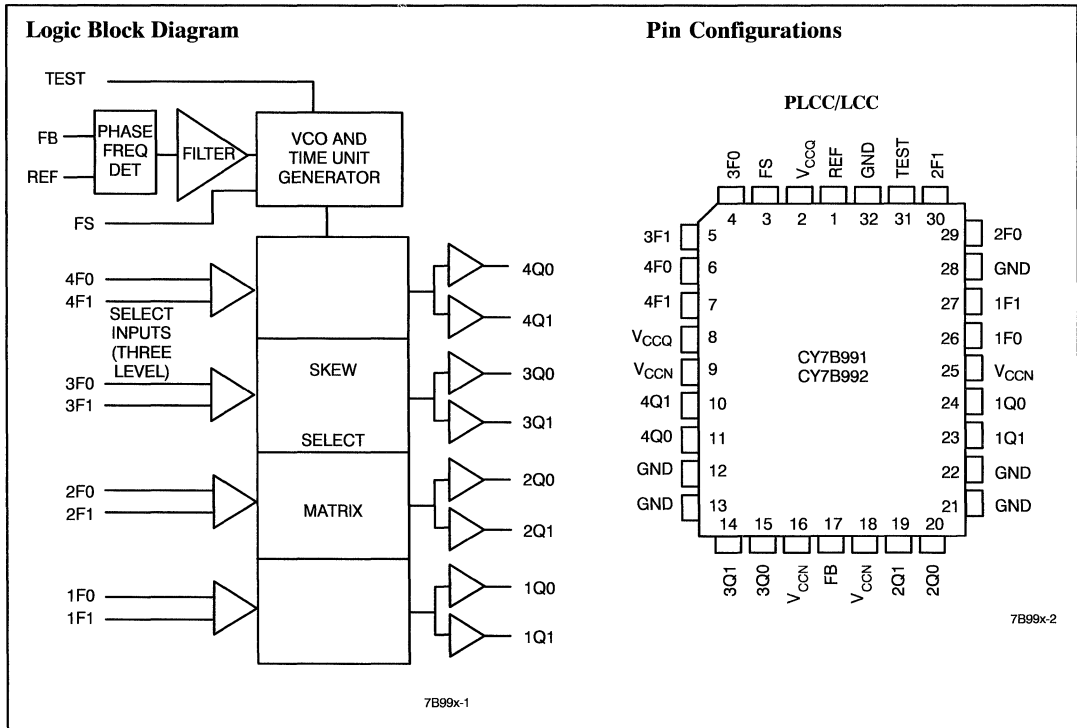 Logic Block Diagram
TEST
FB
REF
PHASE
FREQ
DET
FILTER
VCO AND
TIME UNIT
GENERATOR
FS
4F0
4F1
SELECT
INPUTS
(THREE
LEVEL)
3F0
3F1
2F0
2F1
1F0
1F1
SKEW
SELECT
MATRIX
4Q0
4Q1
3Q0
3Q1
2Q0
2Q1
1Q0
1Q1
7B99x-1
Pin Configurations
PLCC/LCC
3F0 FS VCCQ REF GND TEST 2F1
4 3 2 1 32 31 30
3F1 5
4F0 6
4F1 7
VCCQ 8
VCCN 9
4Q1 10
4Q0 11
GND 12
GND 13
CY7B991
CY7B992
29 2F0
28 GND
27 1F1
26 1F0
25 VCCN
24 1Q0
23 1Q1
22 GND
21 GND
14 15 16 17 18 19 20
3Q1 3Q0 VCCN FB VCCN 2Q1 2Q0
7B99x-2